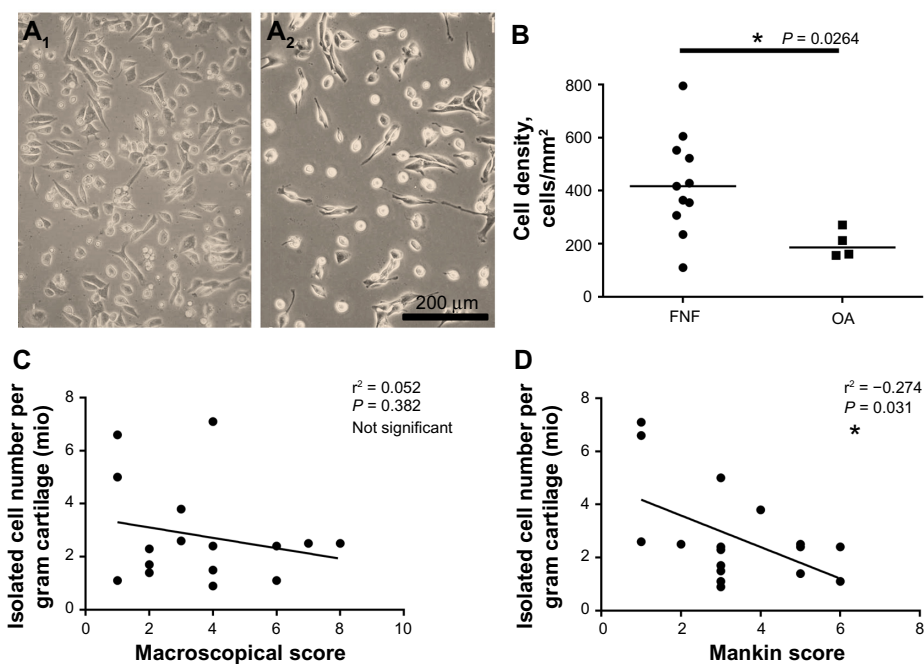 A1
A2
200 µm
B
* P = 0.0264
Cell density,
cells/mm2
800
600
400
200
0
FNF
OA
C
Isolated cell number per
gram cartilage (mio)
r2 = 0.052
P = 0.382
Not significant
8
6
4
2
0
0 2 4 6 8 10
Macroscopical score
D
Isolated cell number per
gram cartilage (mio)
r2 = −0.274
P = 0.031
*
8
6
4
2
0
0 2 4 6 8
Mankin score